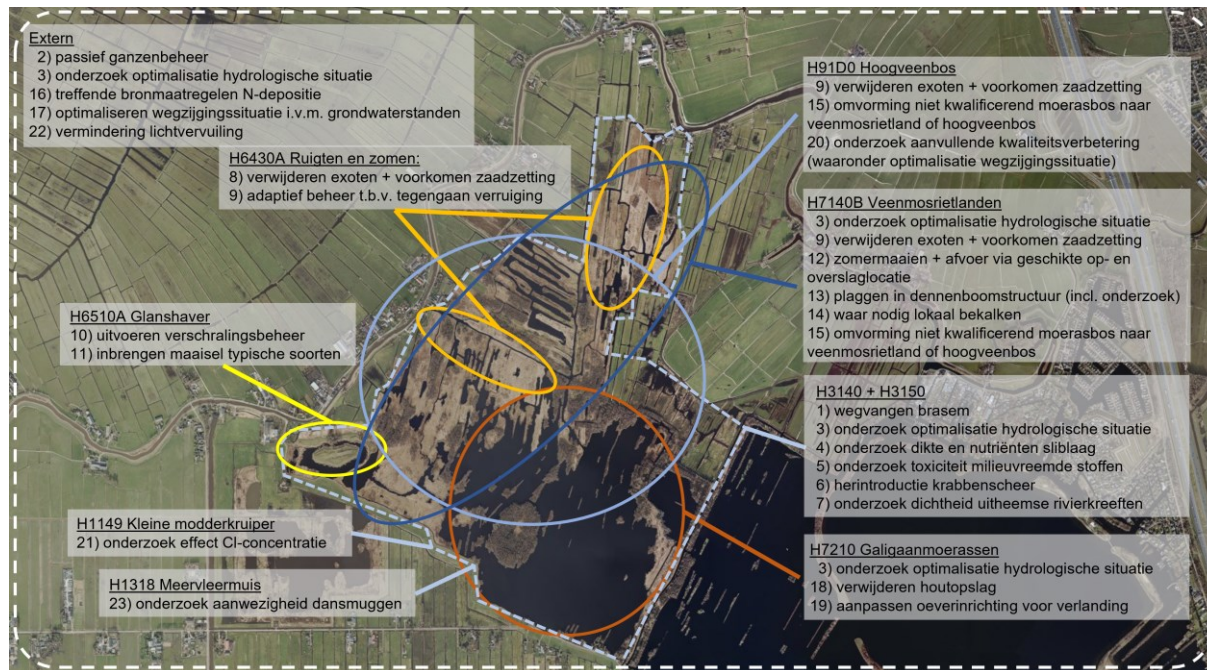 Extern
2) passief ganzenbeheer
3) onderzoek optimalisatie hydrologische situatie
16) treffende bronmaatregelen N-depositie
17) optimaliseren wegzijgingssituatie i.v.m. grondwaterstanden
22) vermindering lichtvervuiling
H6430A Ruigten en zomen:
8) verwijderen exoten + voorkomen zaadzetting
9) adaptief beheer t.b.v. tegengaan verruiging
H6510A Glanshaver
10) uitvoeren verschralingsbeheer
11) inbrengen maaisel typische soorten
H1149 Kleine modderkruiper
21) onderzoek effect Cl-concentratie
H1318 Meervleermuis
23) onderzoek aanwezigheid dansmuggen
H91D0 Hoogveenbos
9) verwijderen exoten + voorkomen zaadzetting
15) omvorming niet kwalificerend moerasbos naar
veenmosrietland of hoogveenbos
20) onderzoek aanvullende kwaliteitsverbetering
(waaronder optimalisatie wegzijgingssituatie)
H7140B Veenmosrietlanden
3) onderzoek optimalisatie hydrologische situatie
9) verwijderen exoten + voorkomen zaadzetting
12) zomermaaien + afvoer via geschikte op- en
overslaglocatie
13) plaggen in dennenboomstructuur (incl. onderzoek)
14) waar nodig lokaal bekalken
15) omvorming niet kwalificerend moerasbos naar
veenmosrietland of hoogveenbos
H3140 + H3150
1) wegvangen brasem
3) onderzoek optimalisatie hydrologische situatie
4) onderzoek dikte en nutriënten sliblaag
5) onderzoek toxiciteit milieuvreemde stoffen
6) herintroductie krabbenscheer
7) onderzoek dichtheid uitheemse rivierkreeften
H7210 Galigaanmoerassen
3) onderzoek optimalisatie hydrologische situatie
18) verwijderen houtopslag
19) aanpassen oeverinrichting voor verlanding